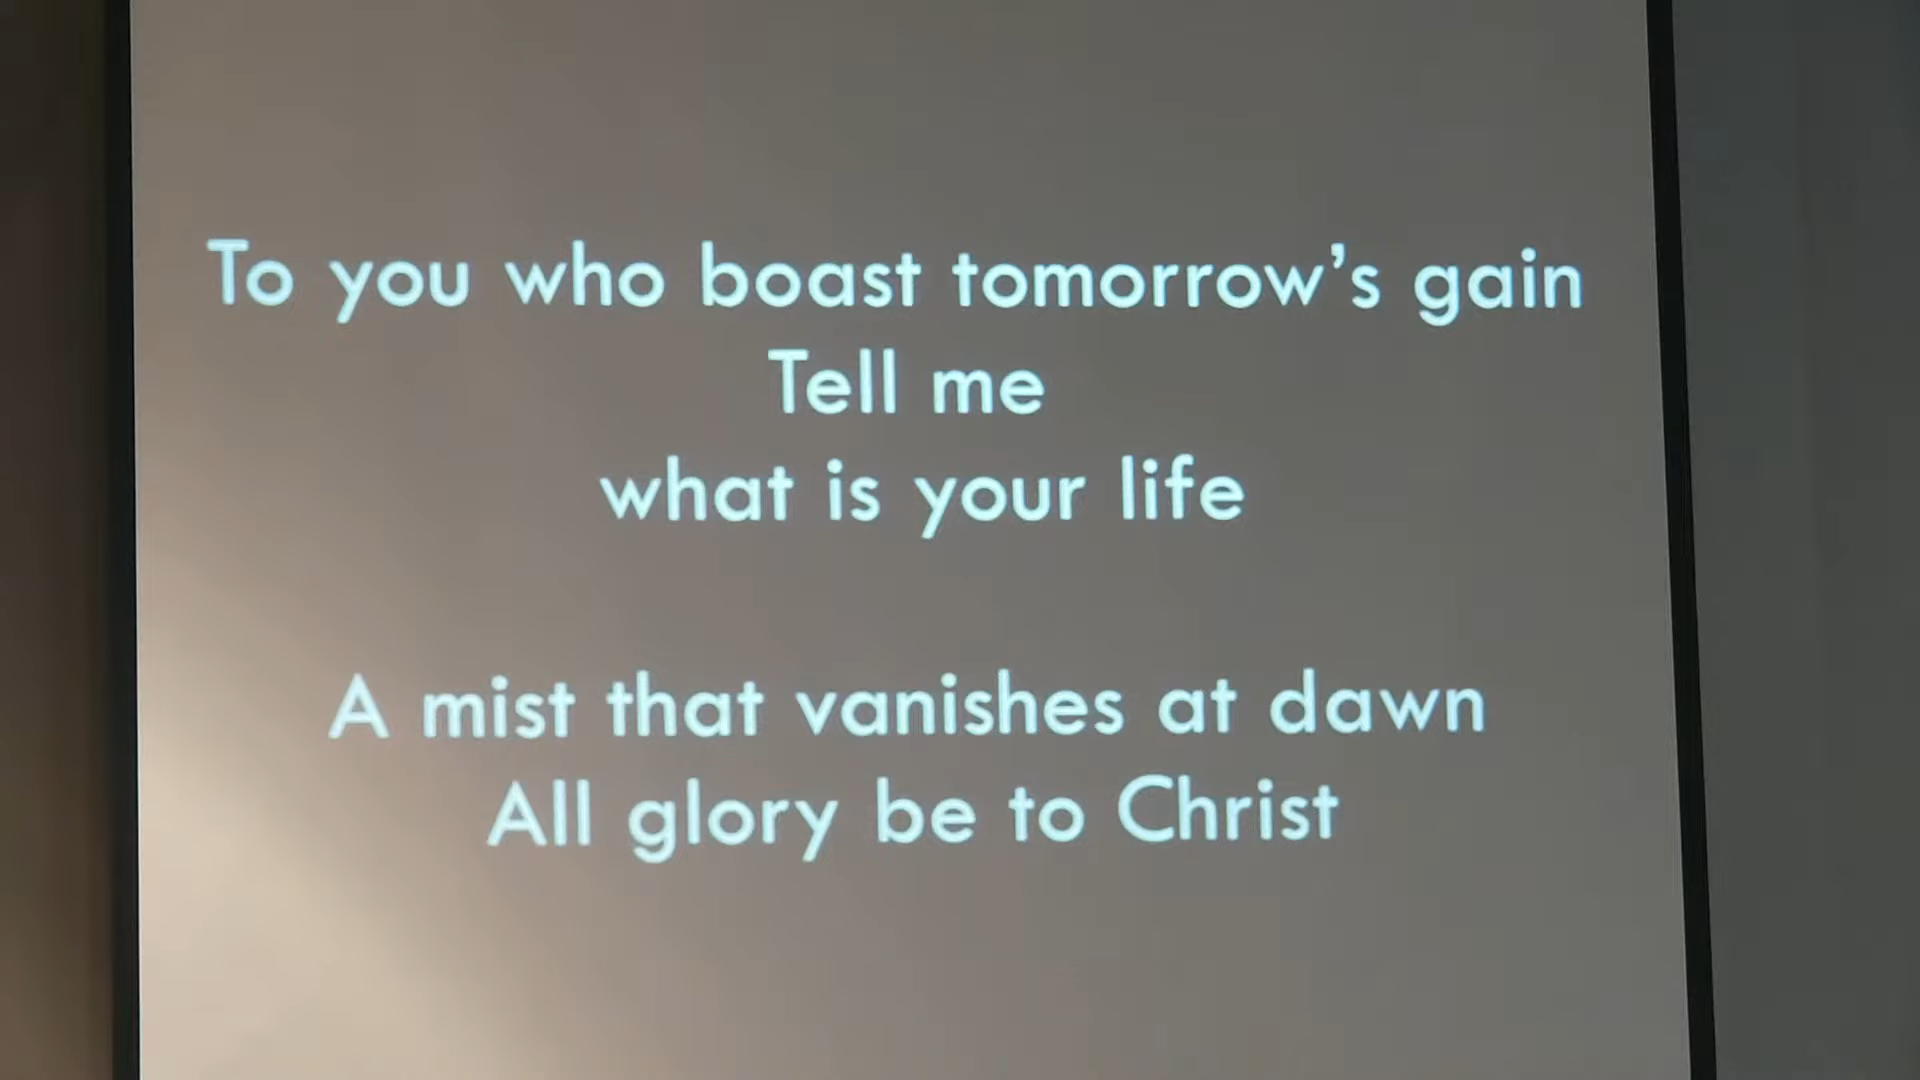 To you who boast tomorrow’s gain
Tell me
what is your life
A mist that vanishes at dawn
All glory be to Christ